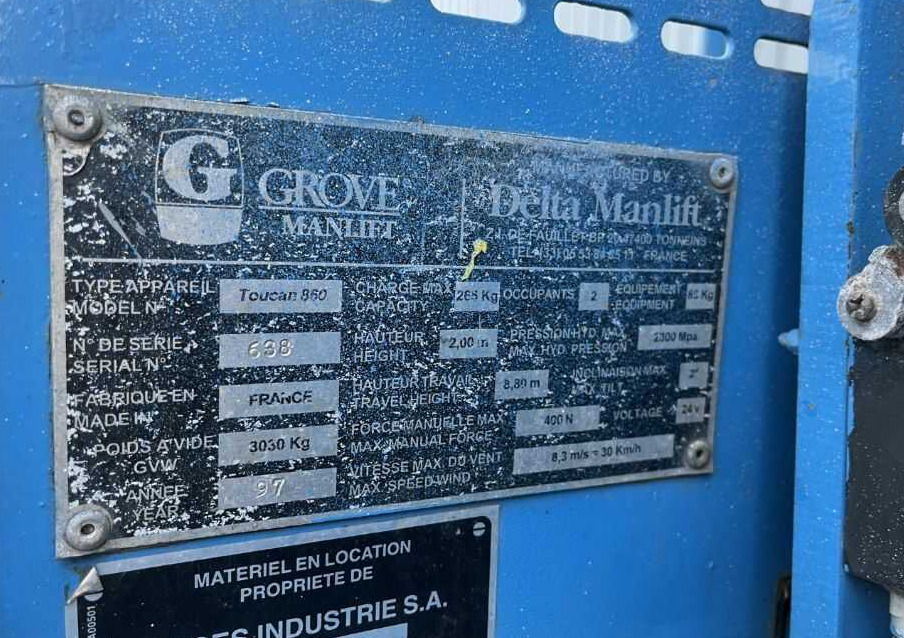 G GROVE
MANLIFT
MANUFACTURED BY
Delta Manlift
FRANCE
TYPE APPAREIL Toucan 860
MODEL N°
CHARGE MAX 265 Kg OCCUPANTS 2 EQUIPEMENT Kg
CAPACITY EQUIPMENT
N° DE SERIE 638
SERIAL N°
HAUTEUR 2,00 m PRESSION HYD. MAX
HEIGHT MAX. HYD. PRESSION Mpa
FABRIQUE EN FRANCE
MADE IN
HAUTEUR TRAVAIL 8,80 m INCLINAISON MAX
TRAVEL HEIGHT MAX TILT
POIDS A VIDE 3030 Kg
GVW
FORCE MANUELLE MAX 400 N VOLTAGE 24 v
MAX. MANUAL FORCE
ANNEE 97
YEAR
VITESSE MAX. DU VENT 8,3 m/s = 30 Km/h
MAX SPEED WIND
MATERIEL EN LOCATION
PROPRIETE DE
INDUSTRIE S.A.